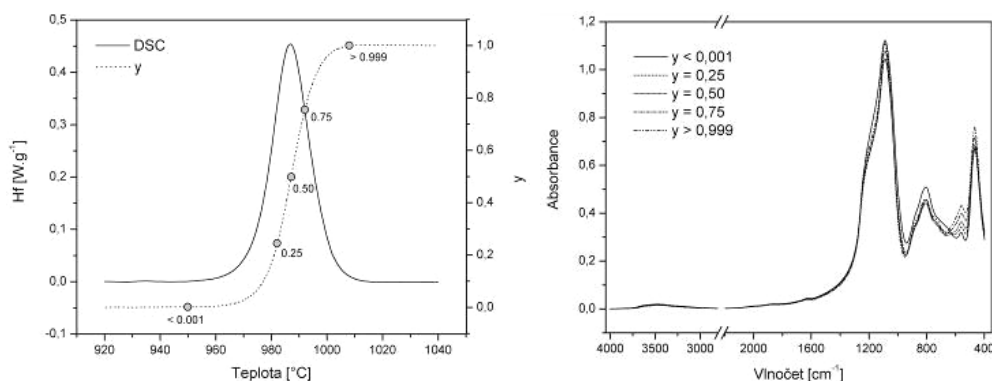 0,5
0,4
0,3
0,2
0,1
0,0
-0,1
Hf [W.g⁻¹]
DSC
y
> 0.999
0.75
0.50
0.25
< 0.001
1,0
0,8
0,6
0,4
0,2
0,0
y
920 940 960 980 1000 1020 1040
Teplota [°C]
1,2
1,0
0,8
0,6
0,4
0,2
0,0
Absorbance
y < 0,001
y = 0,25
y = 0,50
y = 0,75
y > 0,999
4000 3500 3000 1600 1200 800 400
Vlnočet [cm⁻¹]